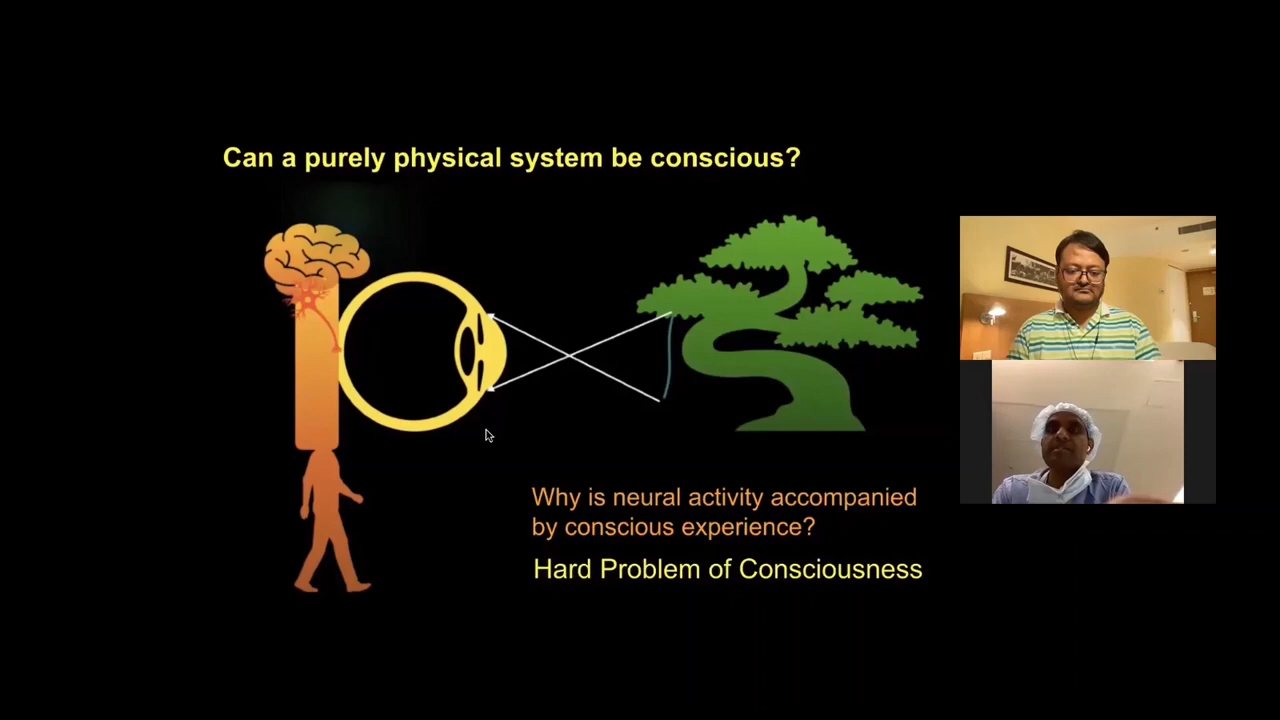 Can a purely physical system be conscious?
Why is neural activity accompanied
by conscious experience?
Hard Problem of Consciousness